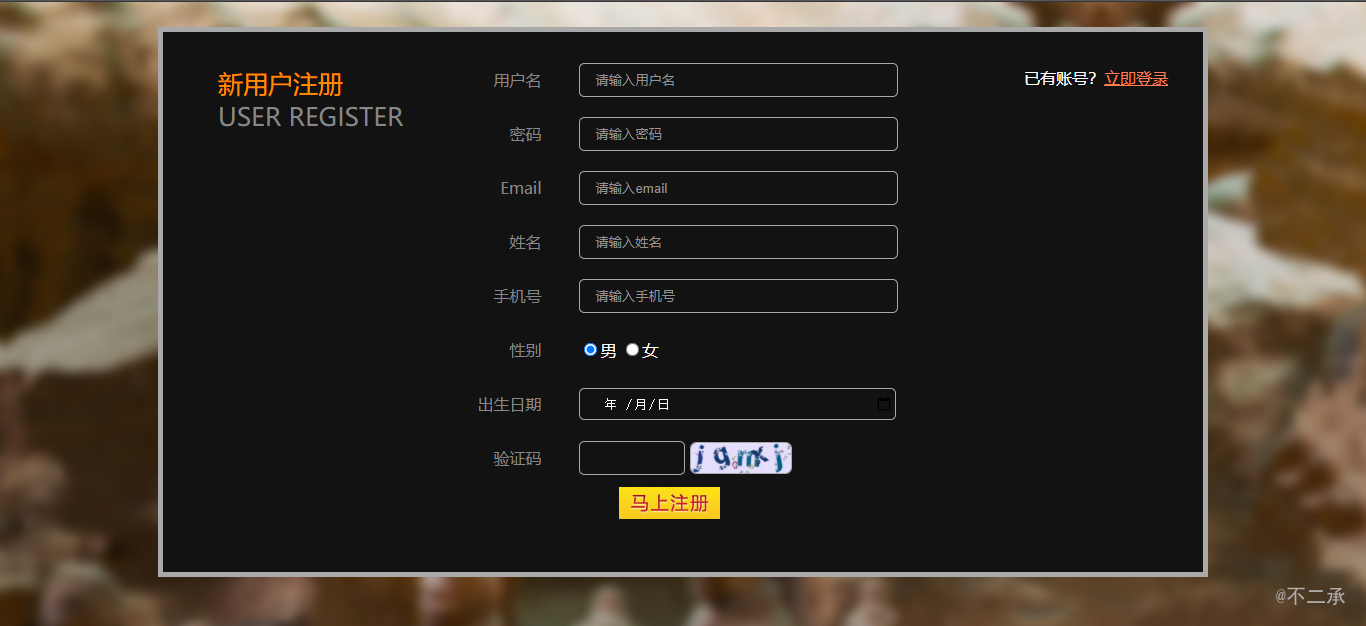 新用户注册
USER REGISTER
用户名 请输入用户名
已有账号？立即登录
密码 请输入密码
Email 请输入email
姓名 请输入姓名
手机号 请输入手机号
性别 男 女
出生日期 年 /月/日
验证码
马上注册
@不二承